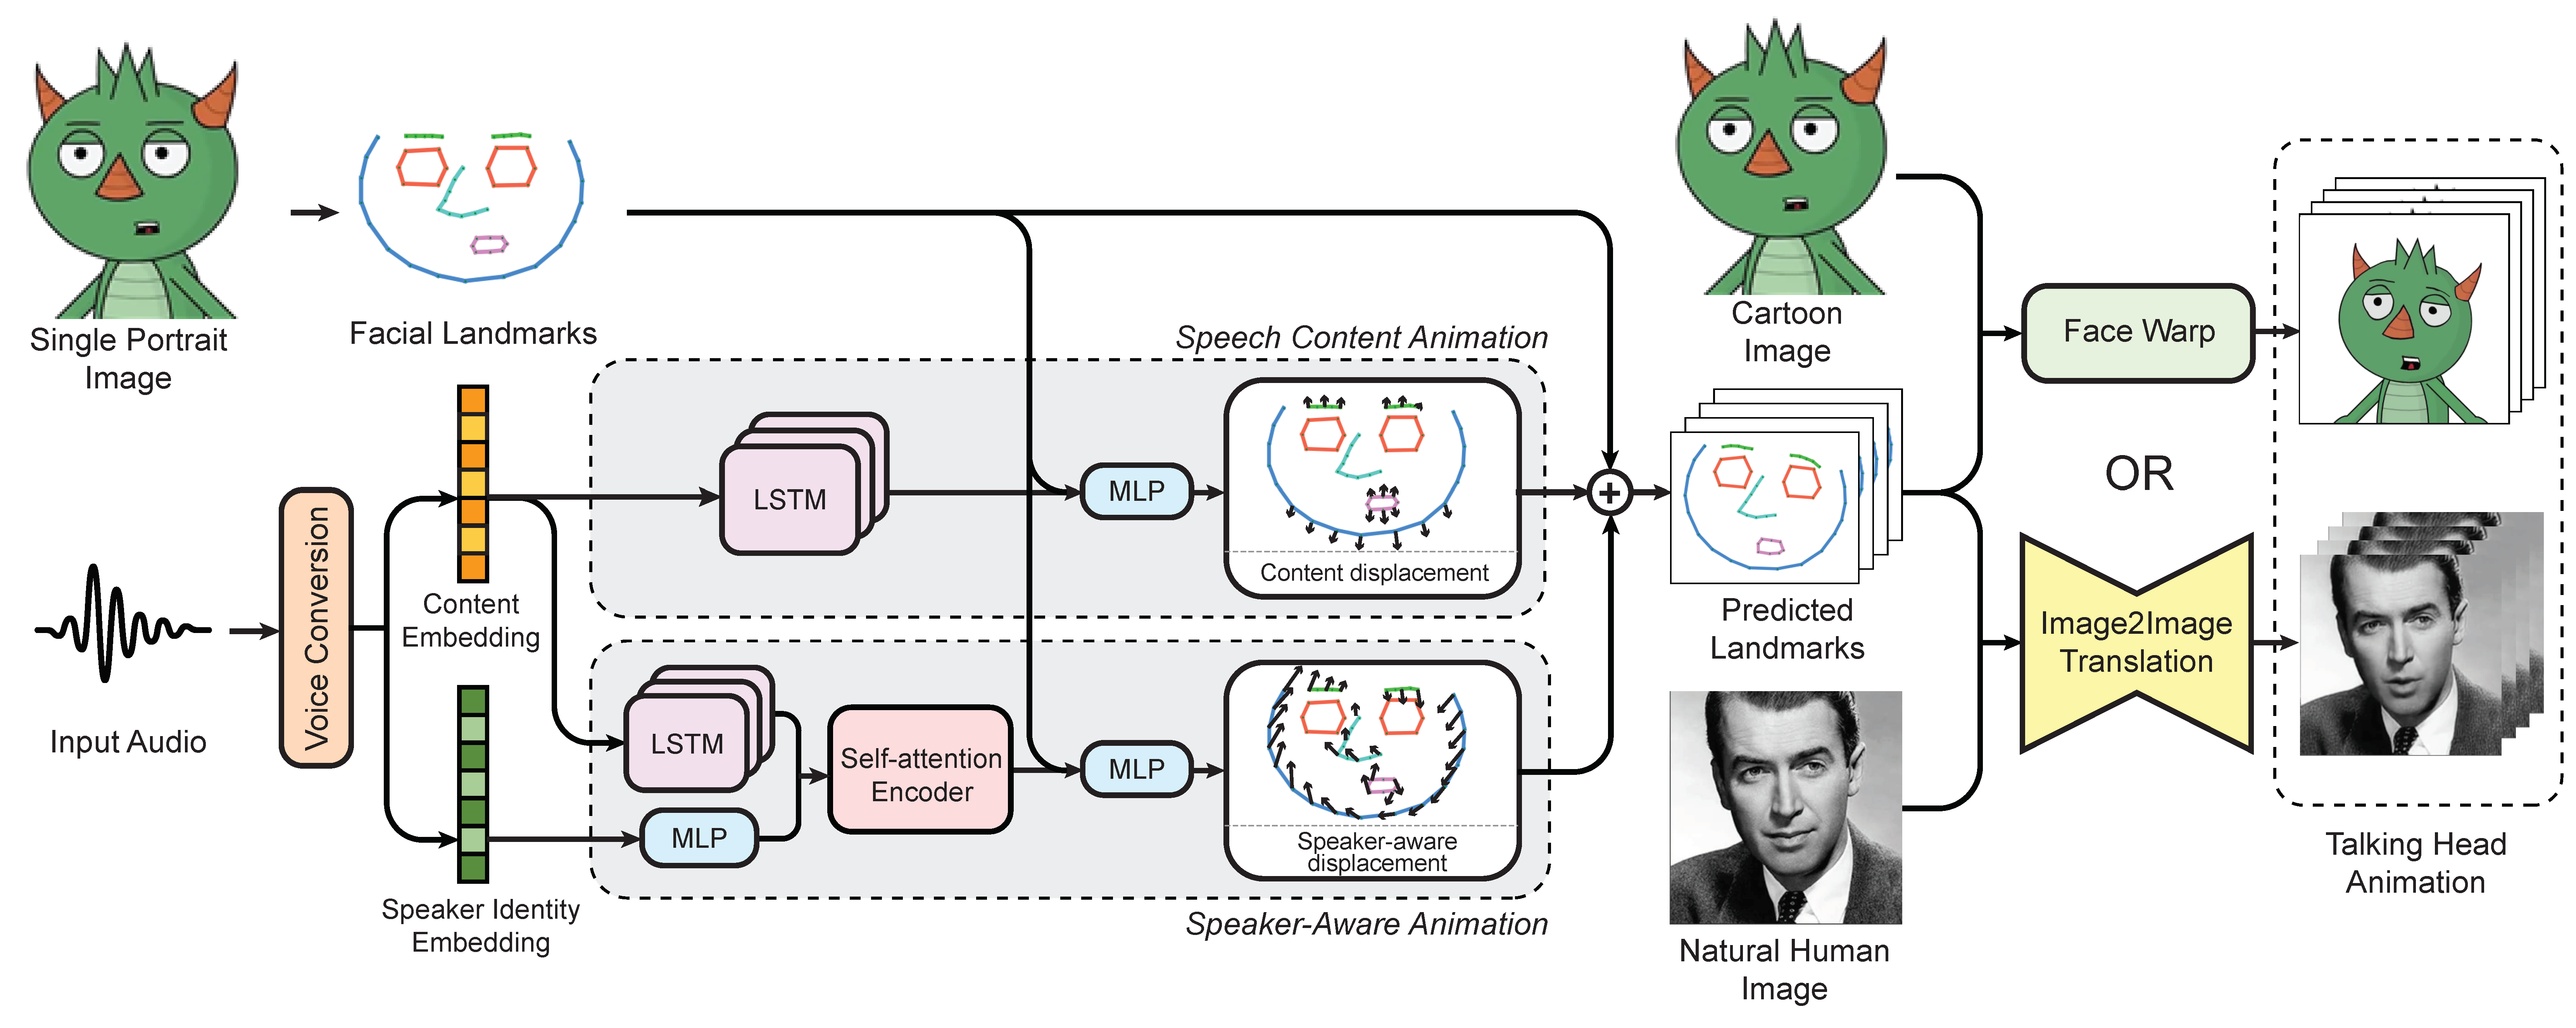 Single Portrait
Image
Facial Landmarks
Input Audio
Voice Conversion
Content
Embedding
Speaker Identity
Embedding
Speech Content Animation
LSTM
MLP
Content displacement
LSTM
MLP
Self-attention
Encoder
MLP
Speaker-aware
displacement
Speaker-Aware Animation
+
Cartoon
Image
Predicted
Landmarks
Natural Human
Image
Face Warp
OR
Image2Image
Translation
Talking Head
Animation